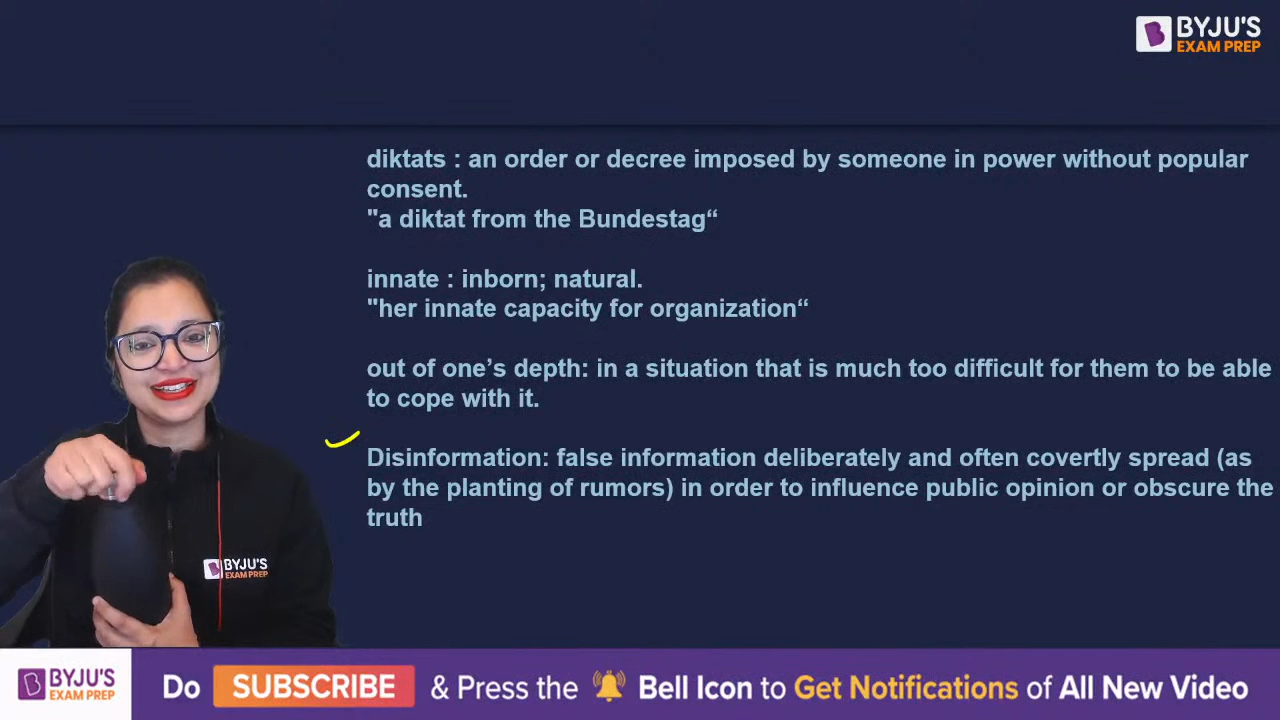 BYJU'S
EXAM PREP
diktats : an order or decree imposed by someone in power without popular
consent.
"a diktat from the Bundestag“
innate : inborn; natural.
"her innate capacity for organization“
out of one’s depth: in a situation that is much too difficult for them to be able
to cope with it.
Disinformation: false information deliberately and often covertly spread (as
by the planting of rumors) in order to influence public opinion or obscure the
truth
BYJU'S
EXAM PREP
BYJU'S
EXAM PREP
Do SUBSCRIBE & Press the Bell Icon to Get Notifications of All New Video